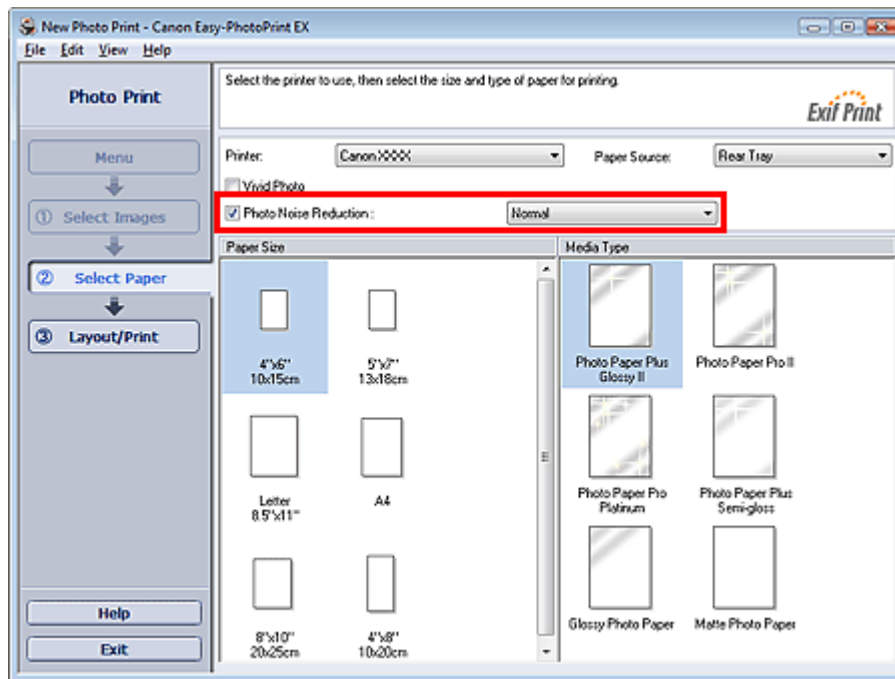 New Photo Print - Canon Easy-PhotoPrint EX
File Edit View Help
Photo Print
Select the printer to use, then select the size and type of paper for printing.
Exif Print
Menu
Printer: Canon XXXX Paper Source: Rear Tray
Vivid Photo
① Select Images
Photo Noise Reduction : Normal
Paper Size Media Type
② Select Paper
③ Layout/Print
4"x6" 5"x7"
10x15cm 13x18cm
Photo Paper Plus Photo Paper Pro II
Glossy II
Letter A4
8.5"x11"
Photo Paper Pro Photo Paper Plus
Platinum Semi-gloss
8"x10" 4"x8"
20x25cm 10x20cm
Glossy Photo Paper Matte Photo Paper
Help
Exit